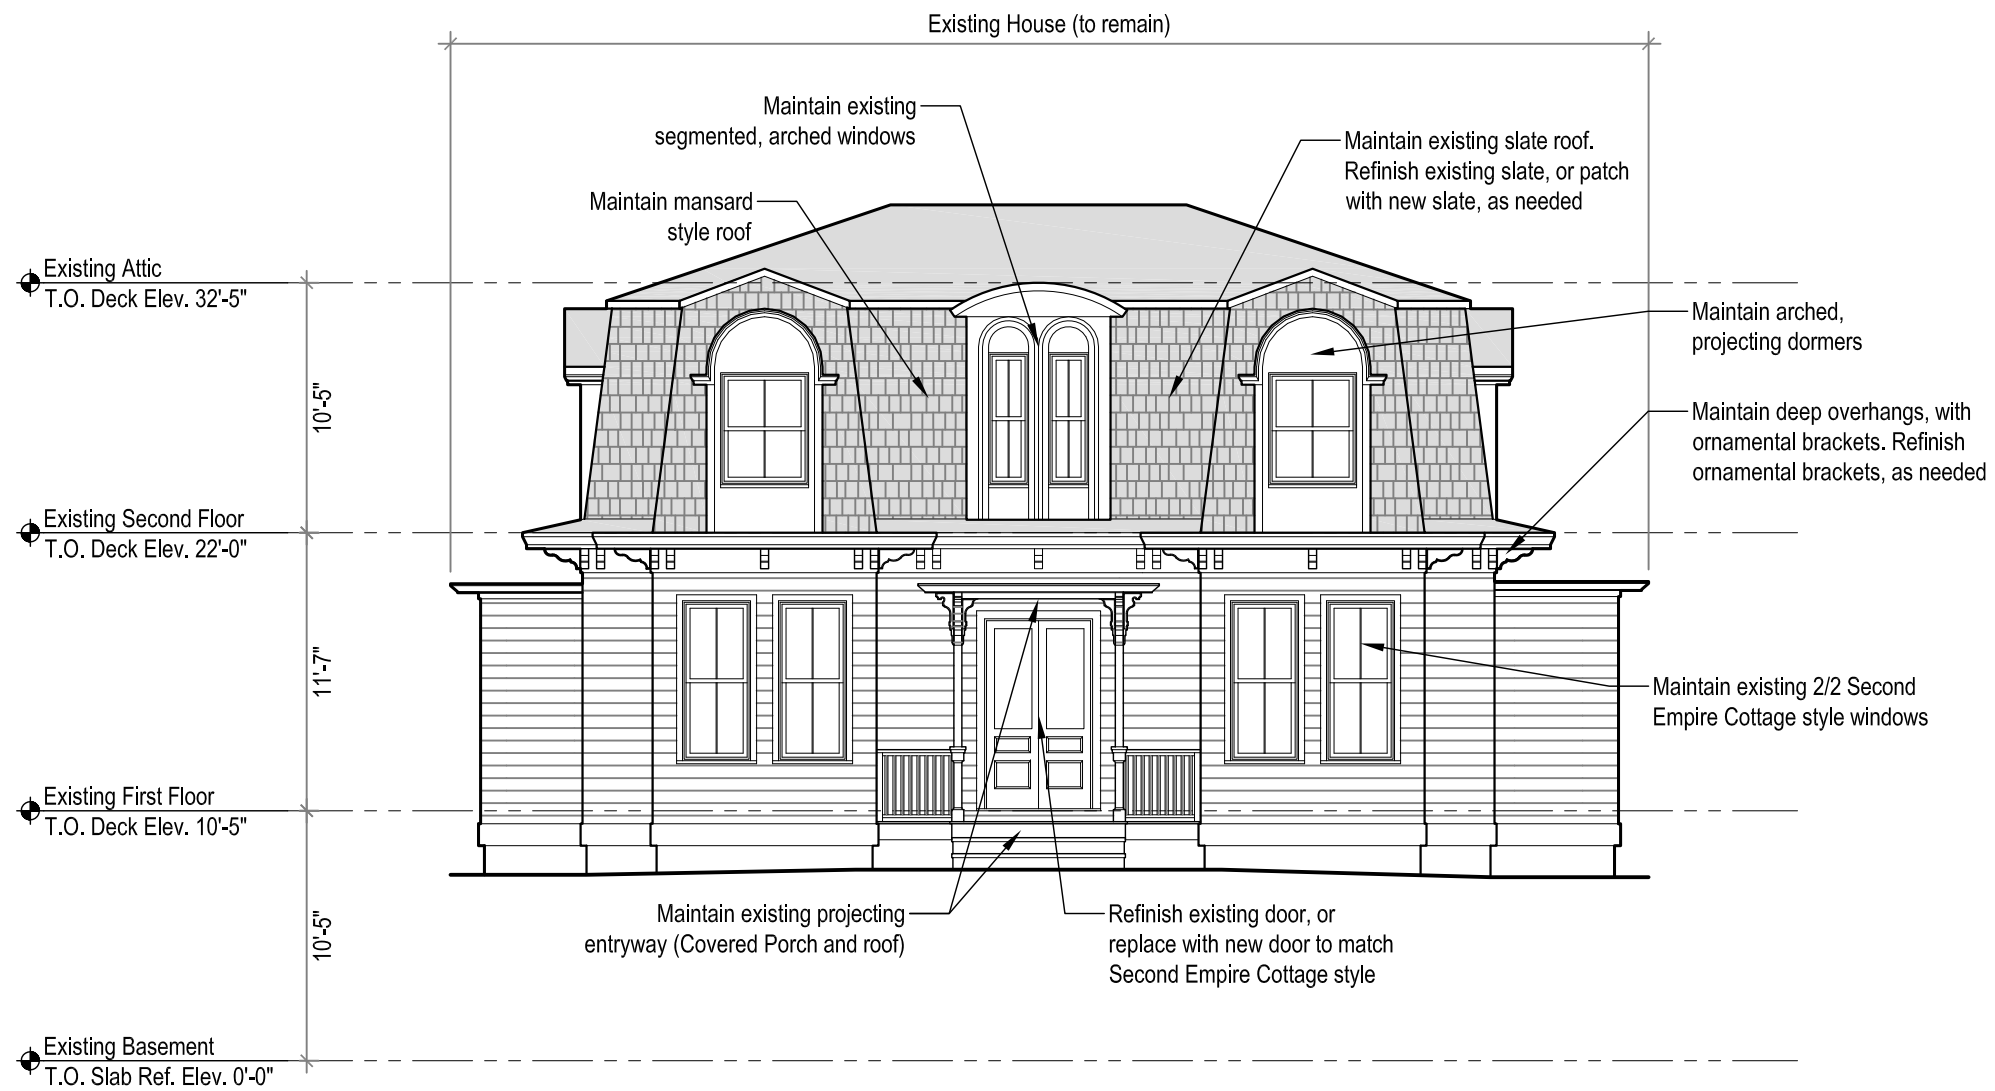 Existing House (to remain)
Maintain existing
segmented, arched windows
Maintain existing slate roof.
Refinish existing slate, or patch
with new slate, as needed
Maintain mansard
style roof
Existing Attic
T.O. Deck Elev. 32'-5"
Maintain arched,
projecting dormers
10'-5"
Maintain deep overhangs, with
ornamental brackets. Refinish
ornamental brackets, as needed
Existing Second Floor
T.O. Deck Elev. 22'-0"
11'-7"
Maintain existing 2/2 Second
Empire Cottage style windows
Existing First Floor
T.O. Deck Elev. 10'-5"
Maintain existing projecting
entryway (Covered Porch and roof)
Refinish existing door, or
replace with new door to match
Second Empire Cottage style
10'-5"
Existing Basement
T.O. Slab Ref. Elev. 0'-0"